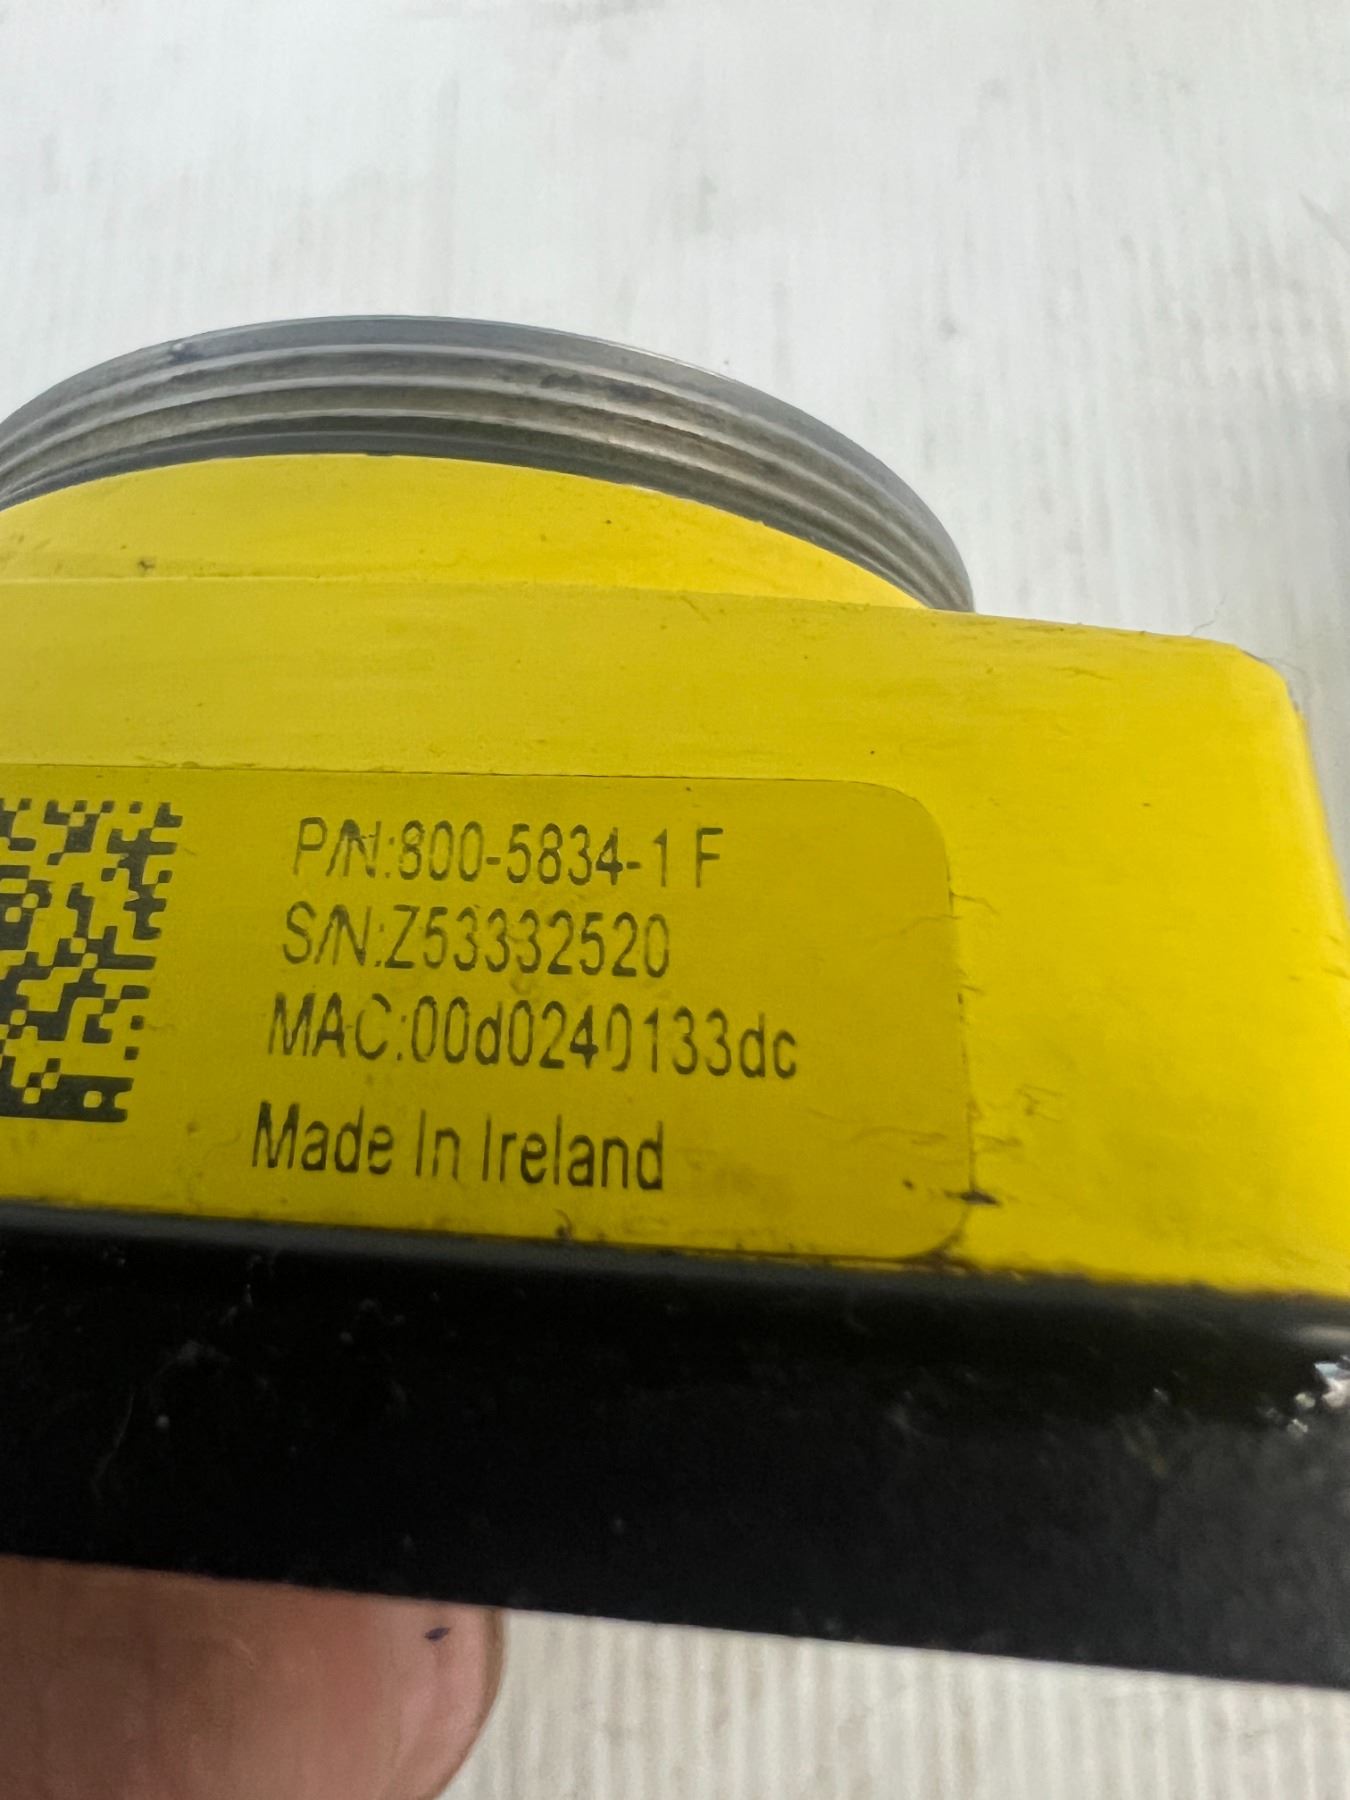 P/N:800-5834-1 F
S/N:Z53332520
MAC:00d0240133dc
Made In Ireland